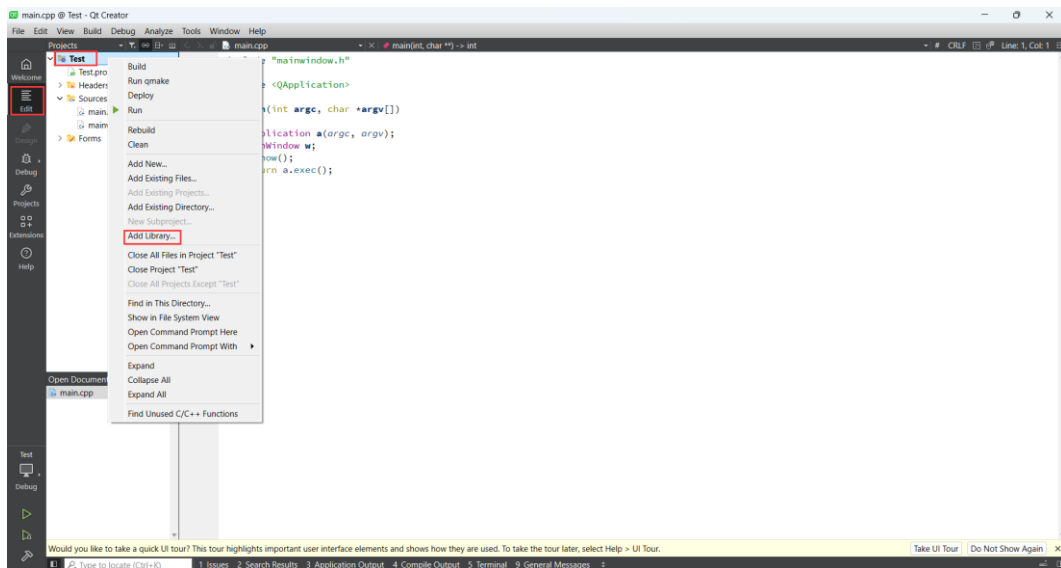 main.cpp @ Test - Qt Creator
File Edit View Build Debug Analyze Tools Window Help
Projects
main.cpp
main(int, char **) -> int
# CRLF Line: 1, Col: 1
Welcome
Edit
Design
Debug
Projects
Extensions
Help
Test
Test.pro
Headers
Sources
main.
Forms
Build
Run qmake
Deploy
Run
Rebuild
Clean
Add New...
Add Existing Files...
Add Existing Projects...
Add Existing Directory...
New Subproject...
Add Library...
Close All Files in Project "Test"
Close Project "Test"
Close All Projects Except "Test"
Find in This Directory...
Show in File System View
Open Command Prompt Here
Open Command Prompt With
Expand
Collapse All
Expand All
Find Unused C/C++ Functions
"mainwindow.h"
<QApplication>
(int argc, char *argv[])
plication a(argc, argv);
Window w;
how();
urn a.exec();
Open Documen
main.cpp
Test
Debug
Would you like to take a quick UI tour? This tour highlights important user interface elements and shows how they are used. To take the tour later, select Help > UI Tour.
Take UI Tour
Do Not Show Again
Type to locate (Ctrl+K)
1 Issues 2 Search Results 3 Application Output 4 Compile Output 5 Terminal 9 General Messages